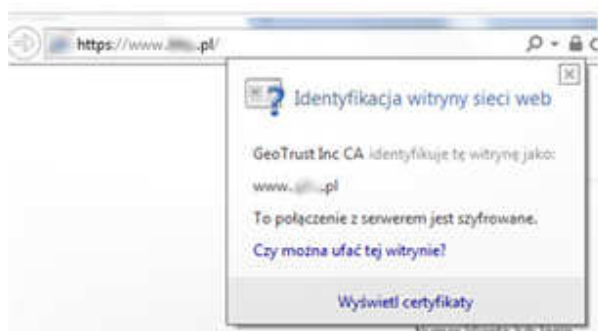 https://www. .pl/
Identyfikacja witryny sieci web
GeoTrust Inc CA identyfikuje tę witrynę jako:
www. .pl
To połączenie z serwerem jest szyfrowane.
Czy można ufać tej witrynie?
Wyświetl certyfikaty